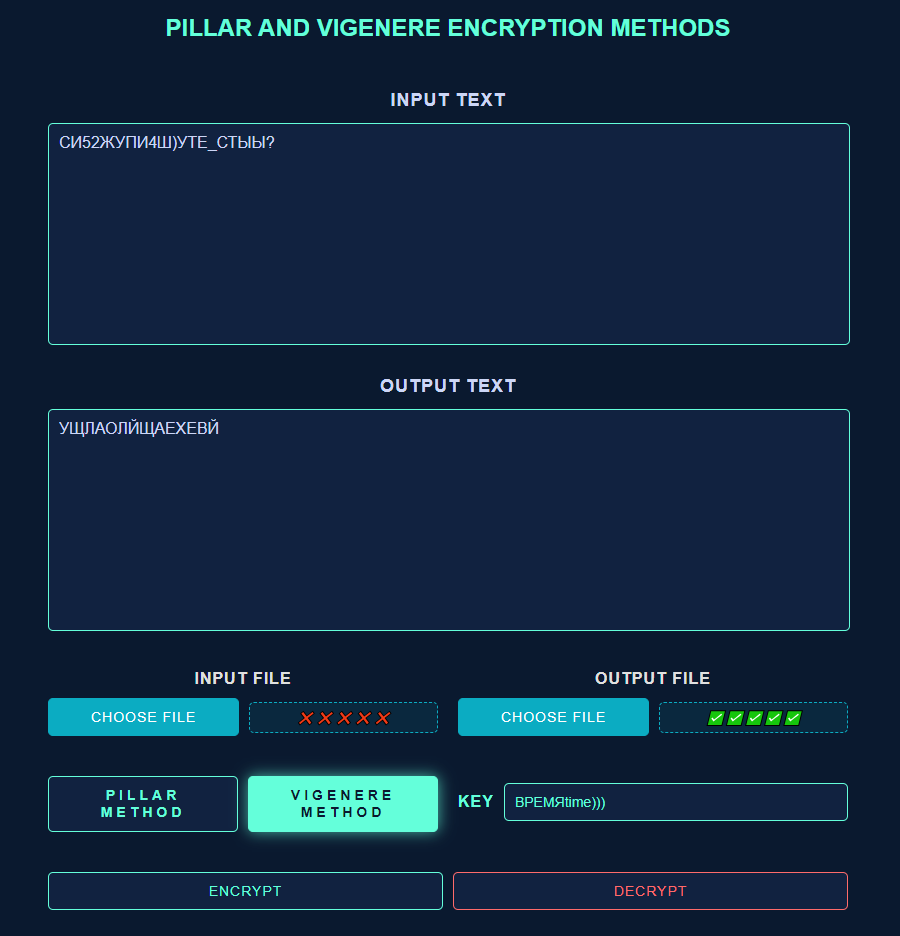 PILLAR AND VIGENERE ENCRYPTION METHODS
INPUT TEXT
СИ52ЖУПИ4Ш)УТЕ_СТЫЫ?
OUTPUT TEXT
УЩЛАОЛЙЩАЕХЕВЙ
INPUT FILE
OUTPUT FILE
CHOOSE FILE
CHOOSE FILE
PILLAR
METHOD
VIGENERE
METHOD
KEY
ВРЕМЯtime)))
ENCRYPT
DECRYPT